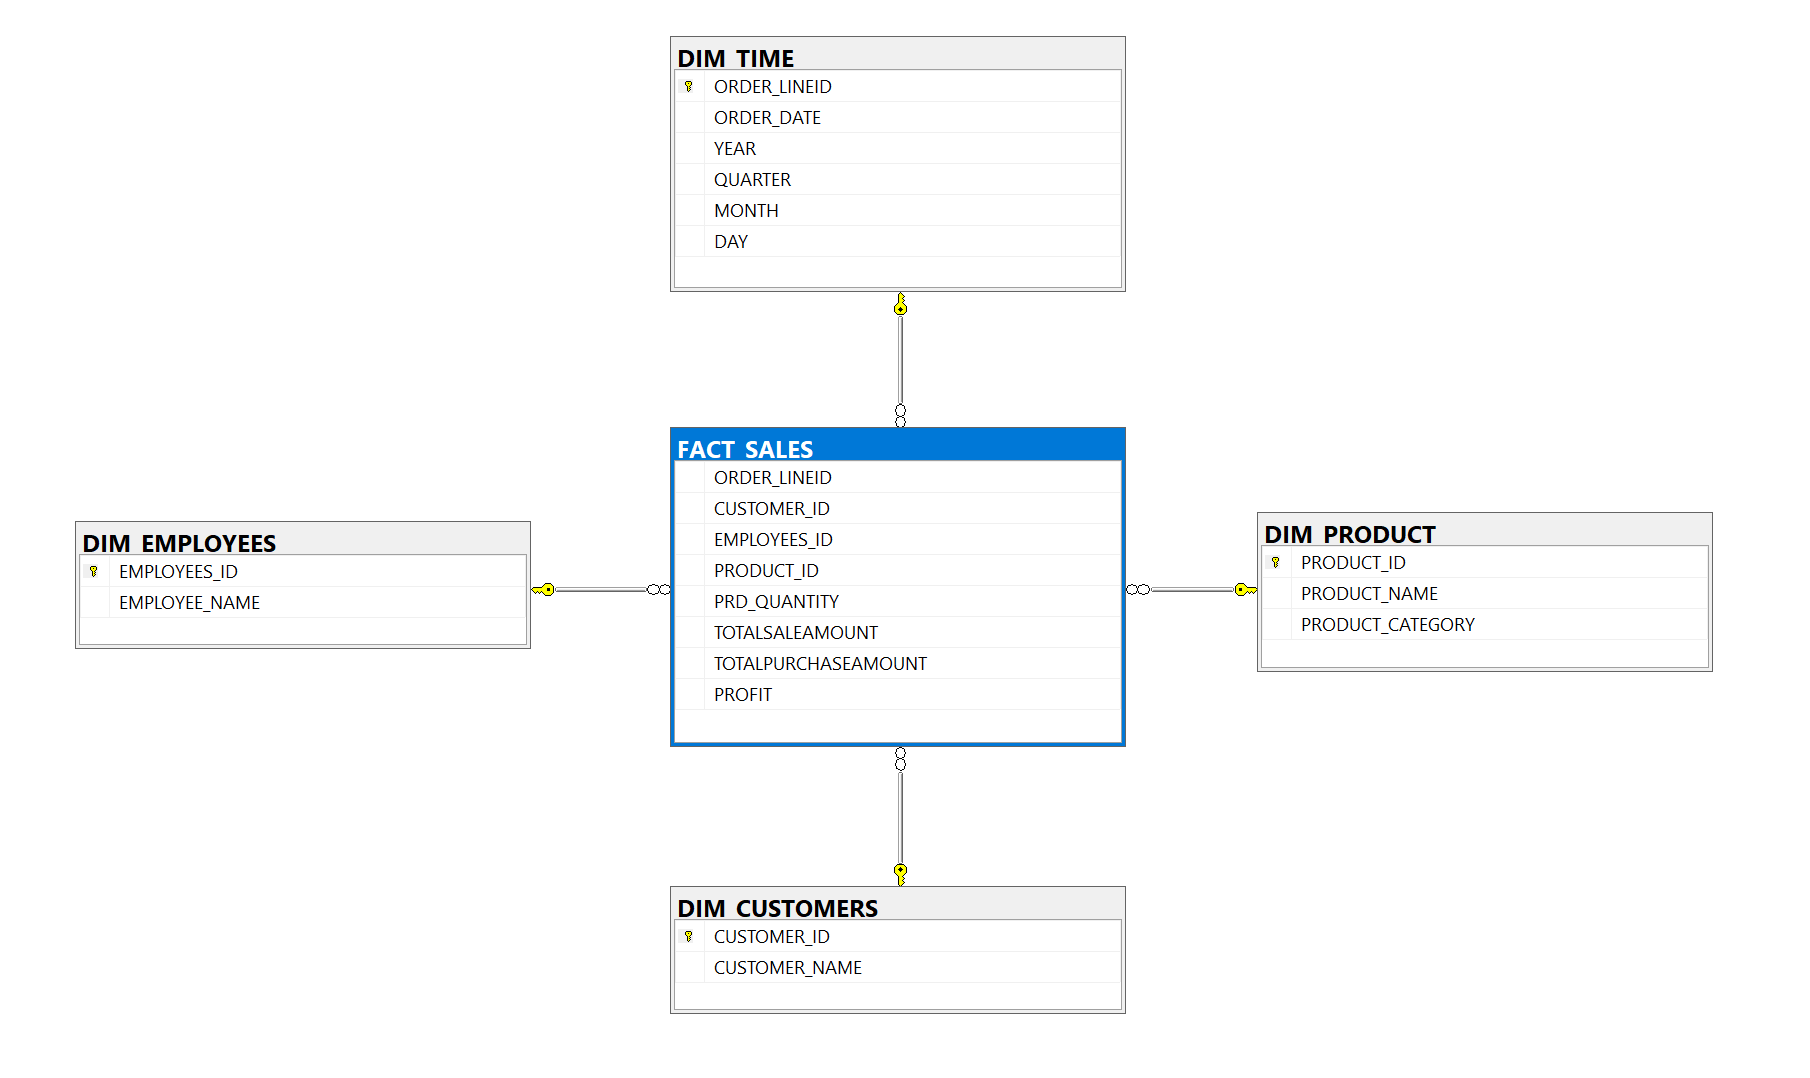 DIM_TIME
ORDER_LINEID
ORDER_DATE
YEAR
QUARTER
MONTH
DAY
FACT_SALES
ORDER_LINEID
CUSTOMER_ID
EMPLOYEES_ID
PRODUCT_ID
PRD_QUANTITY
TOTALSALEAMOUNT
TOTALPURCHASEAMOUNT
PROFIT
DIM_EMPLOYEES
EMPLOYEES_ID
EMPLOYEE_NAME
DIM_PRODUCT
PRODUCT_ID
PRODUCT_NAME
PRODUCT_CATEGORY
DIM_CUSTOMERS
CUSTOMER_ID
CUSTOMER_NAME